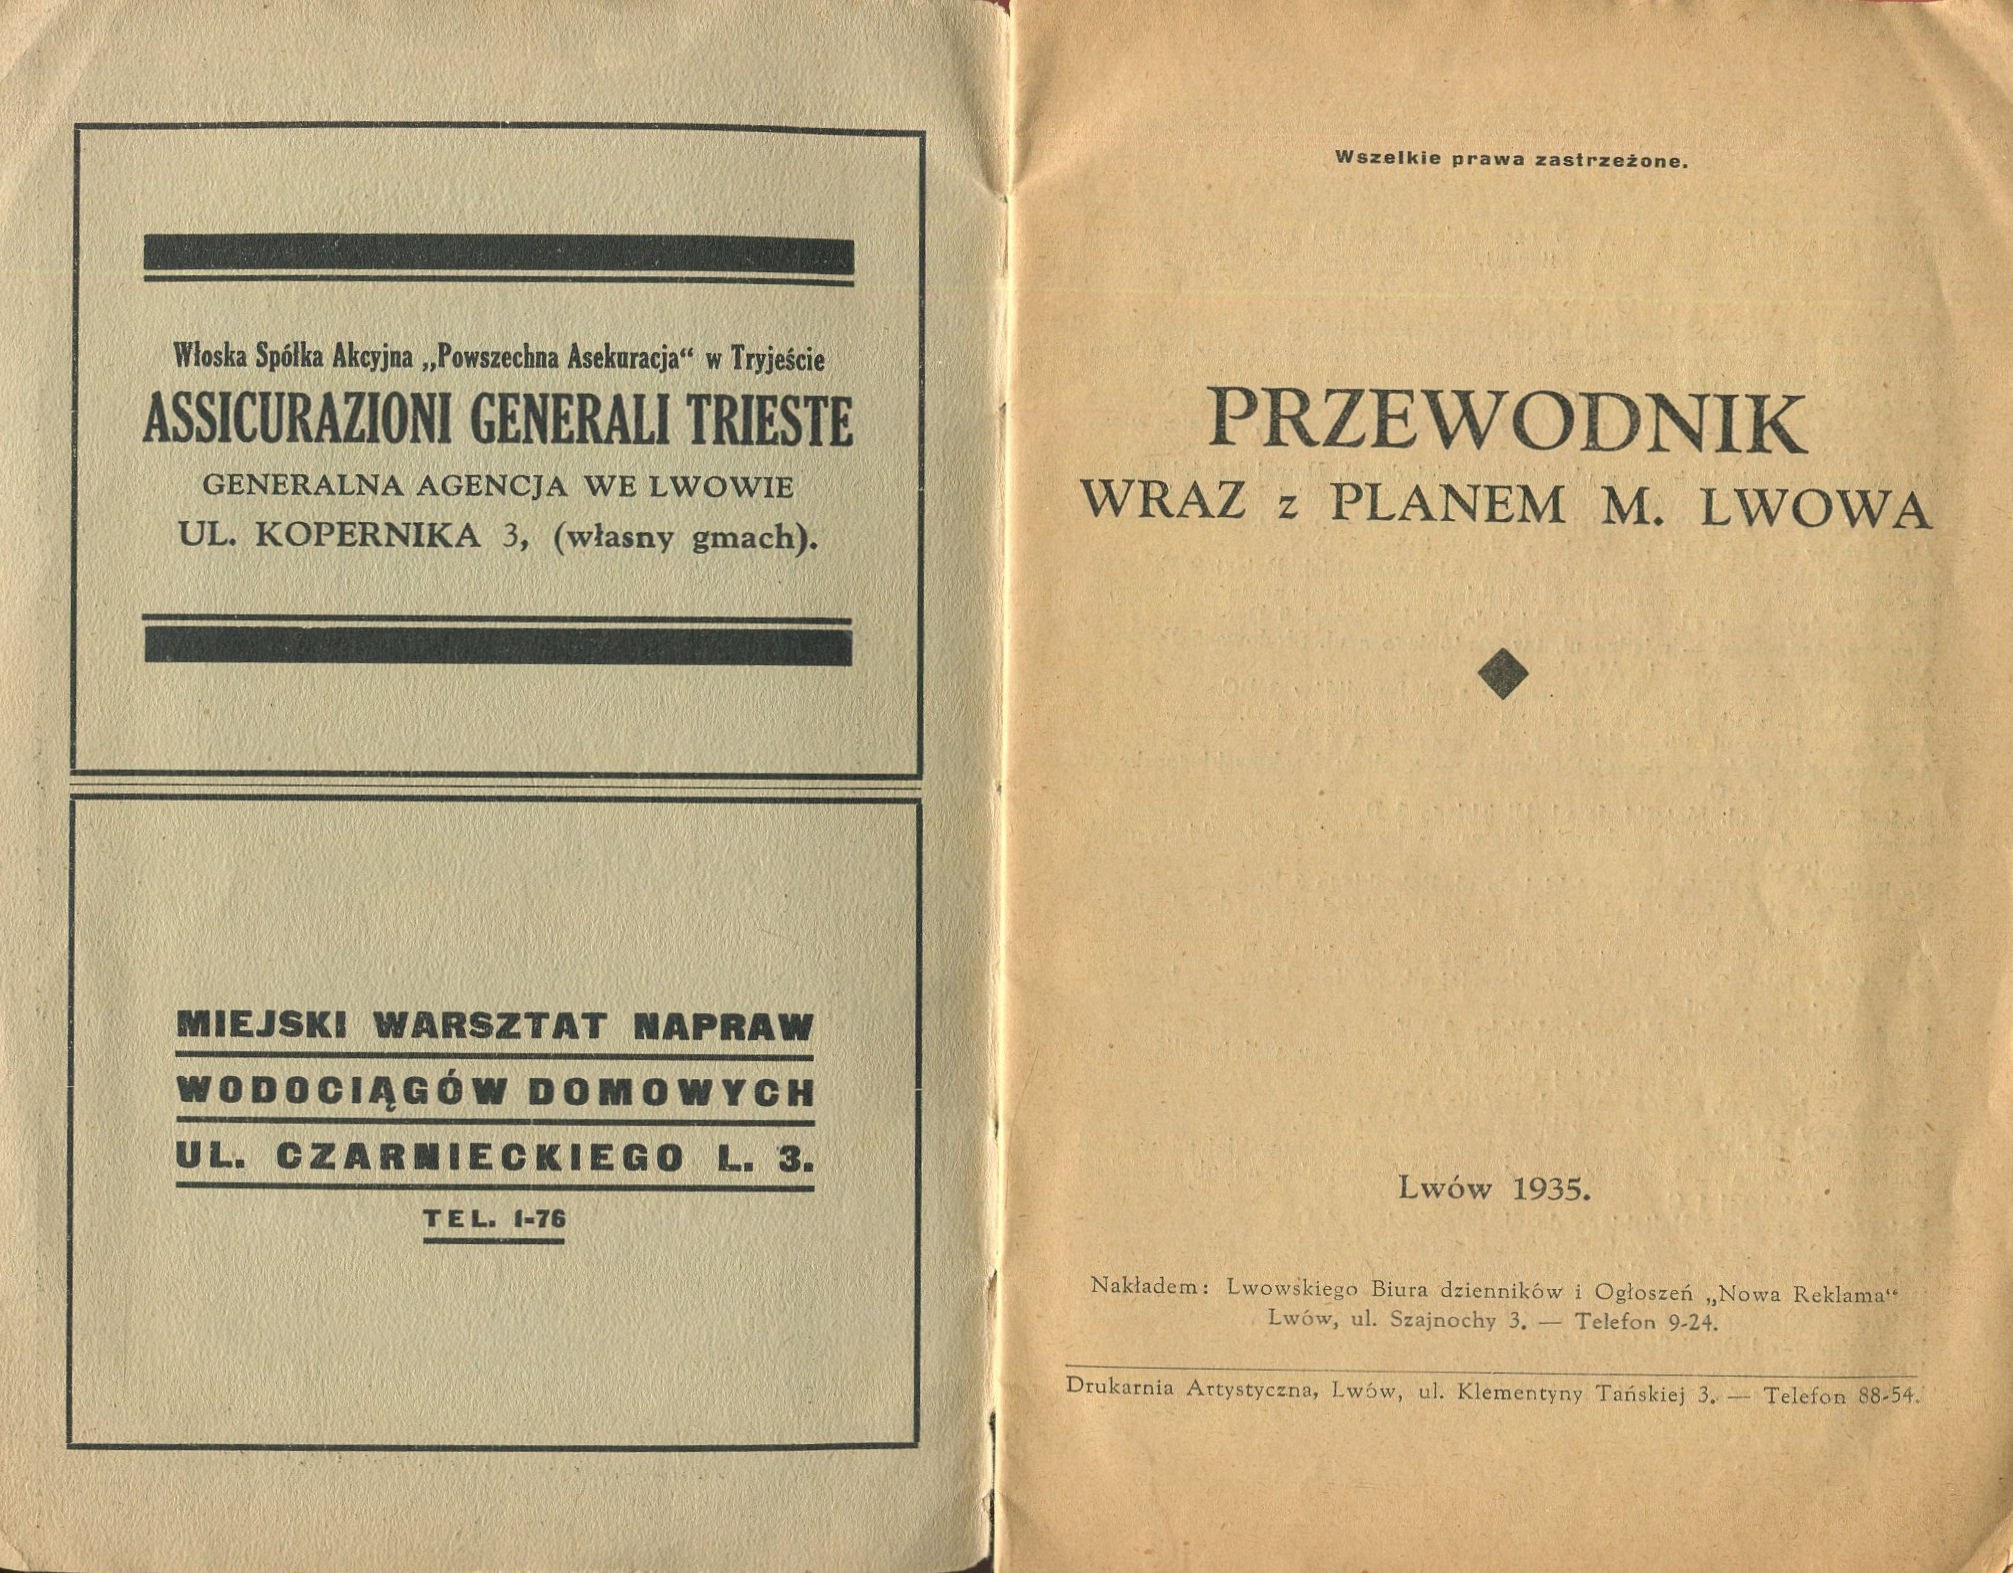 Włoska Spółka Akcyjna „Powszechna Asekuracja“ w Tryjeście
ASSICURAZIONI GENERALI TRIESTE
GENERALNA AGENCJA WE LWOWIE
UL. KOPERNIKA 3, (własny gmach).
MIEJSKI WARSZTAT NAPRAW
WODOCIĄGÓW DOMOWYCH
UL. CZARNIECKIEGO L. 3.
TEL. 1-76
Wszelkie prawa zastrzeżone.
PRZEWODNIK
WRAZ z PLANEM M. LWOWA
Lwów 1935.
Nakładem: Lwowskiego Biura dzienników i Ogłoszeń „Nowa Reklama“
Lwów, ul. Szajnochy 3. — Telefon 9-24.
Drukarnia Artystyczna, Lwów, ul. Klementyny Tańskiej 3. — Telefon 88-54.